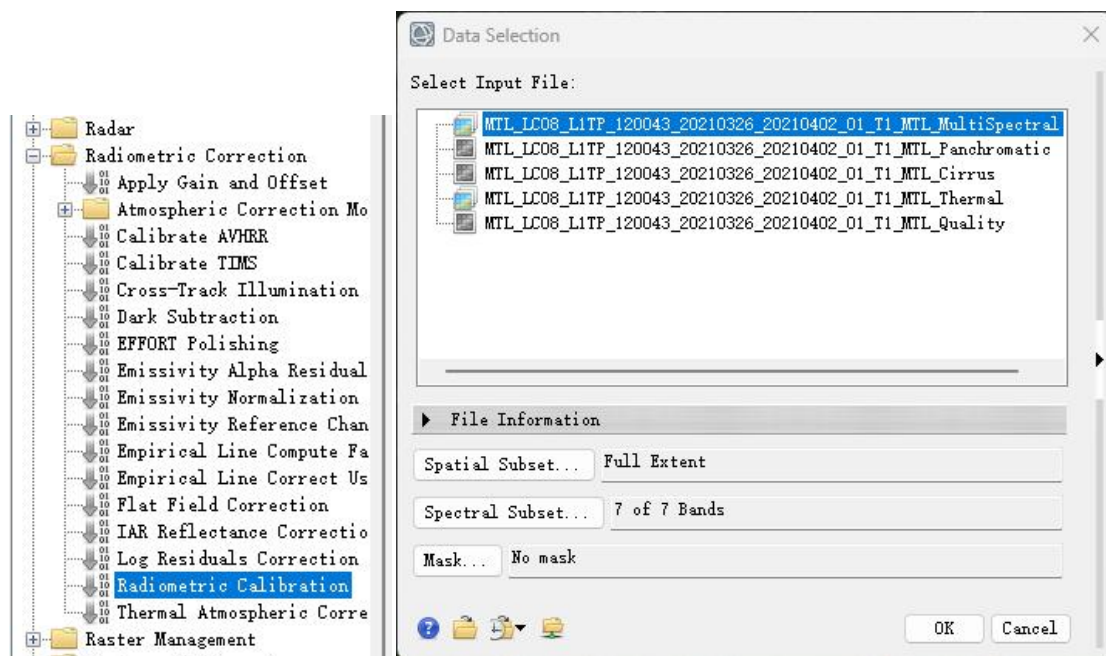 Radar
Radiometric Correction
Apply Gain and Offset
Atmospheric Correction Mo
Calibrate AVHRR
Calibrate TIMS
Cross-Track Illumination
Dark Subtraction
EFFORT Polishing
Emissivity Alpha Residual
Emissivity Normalization
Emissivity Reference Chan
Empirical Line Compute Fa
Empirical Line Correct Us
Flat Field Correction
IAR Reflectance Correctio
Log Residuals Correction
Radiometric Calibration
Thermal Atmospheric Corre
Raster Management
Data Selection
Select Input File:
MTL_LC08_L1TP_120043_20210326_20210402_01_T1_MTL_MultiSpectral
MTL_LC08_L1TP_120043_20210326_20210402_01_T1_MTL_Panchromatic
MTL_LC08_L1TP_120043_20210326_20210402_01_T1_MTL_Cirrus
MTL_LC08_L1TP_120043_20210326_20210402_01_T1_MTL_Thermal
MTL_LC08_L1TP_120043_20210326_20210402_01_T1_MTL_Quality
File Information
Spatial Subset... Full Extent
Spectral Subset... 7 of 7 Bands
Mask... No mask
OK Cancel